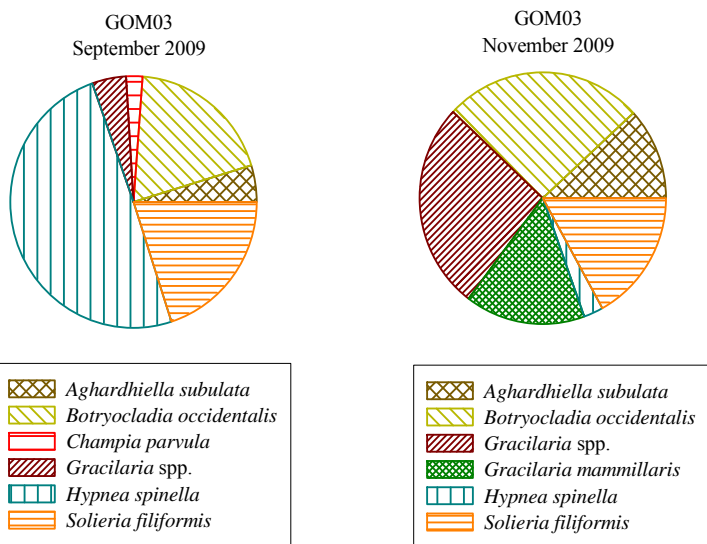 GOM03
September 2009
Aghardhiella subulata
Botryocladia occidentalis
Champia parvula
Gracilaria spp.
Hypnea spinella
Solieria filiformis
GOM03
November 2009
Aghardhiella subulata
Botryocladia occidentalis
Gracilaria spp.
Gracilaria mammillaris
Hypnea spinella
Solieria filiformis